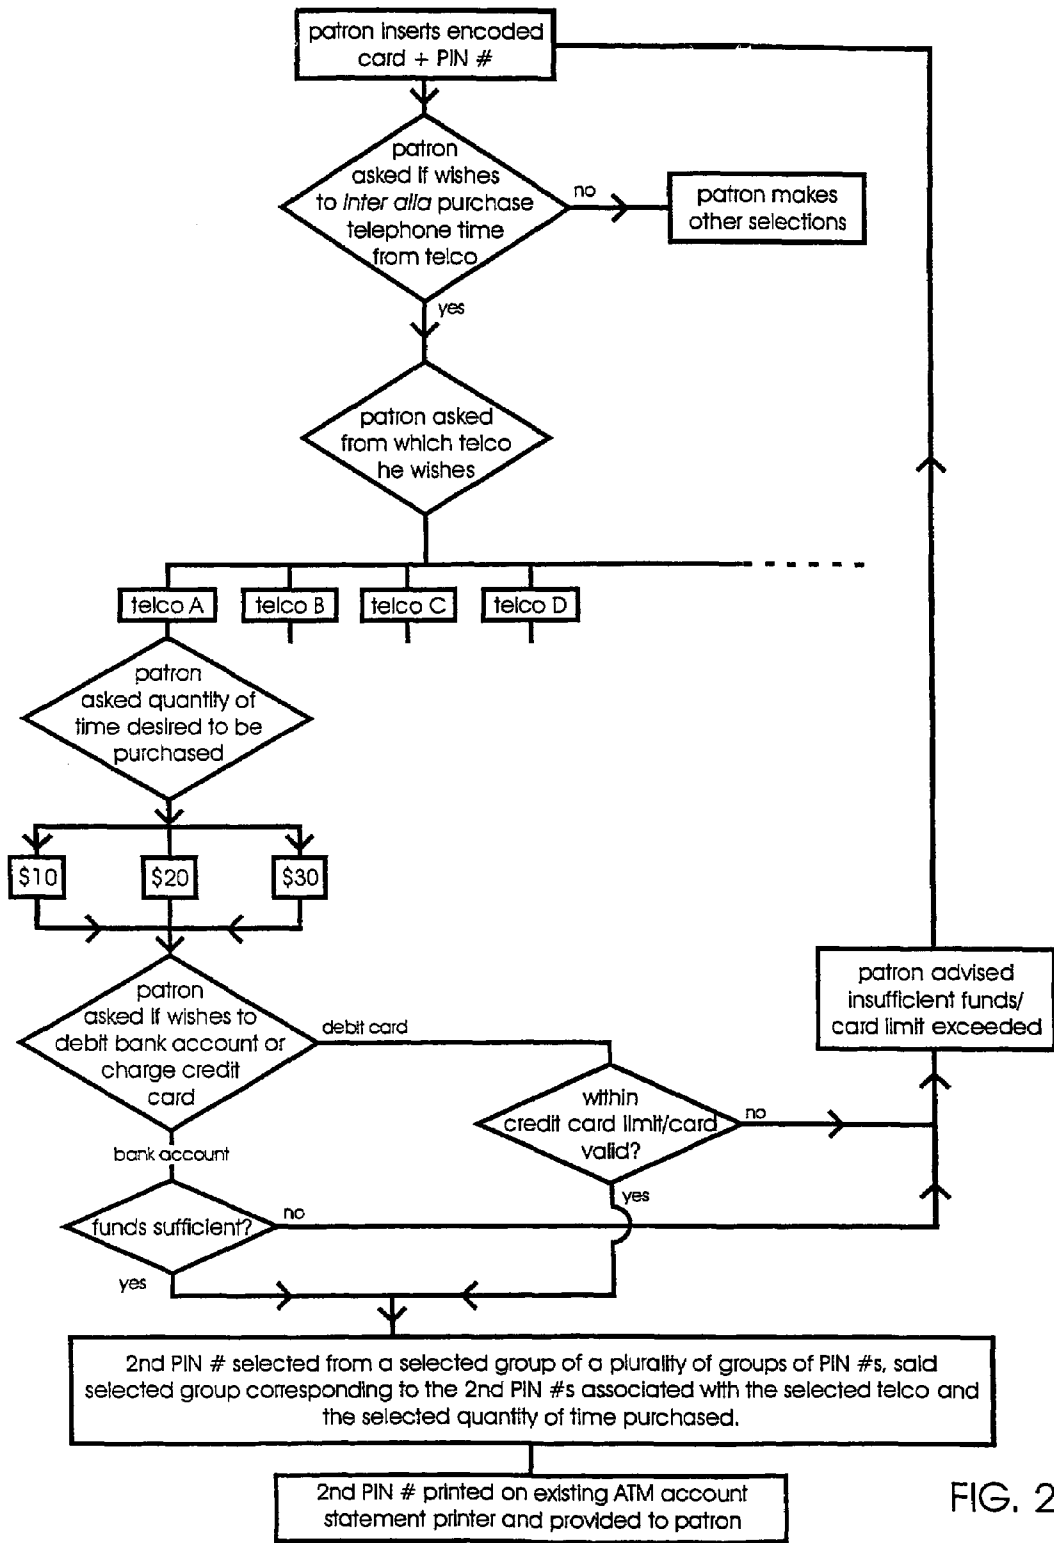 patron inserts encoded
card + PIN #
patron
asked if wishes
to inter alia purchase
telephone time
from telco
no
patron makes
other selections
yes
patron asked
from which telco
he wishes
telco A
telco B
telco C
telco D
patron
asked quantity of
time desired to be
purchased
$10
$20
$30
patron
asked if wishes to
debit bank account or
charge credit
card
debit card
patron advised
insufficient funds/
card limit exceeded
within
credit card limit/card
valid?
no
bank account
yes
funds sufficient?
no
yes
2nd PIN # selected from a selected group of a plurality of groups of PIN #s, said
selected group corresponding to the 2nd PIN #s associated with the selected telco and
the selected quantity of time purchased.
2nd PIN # printed on existing ATM account
statement printer and provided to patron
FIG. 2